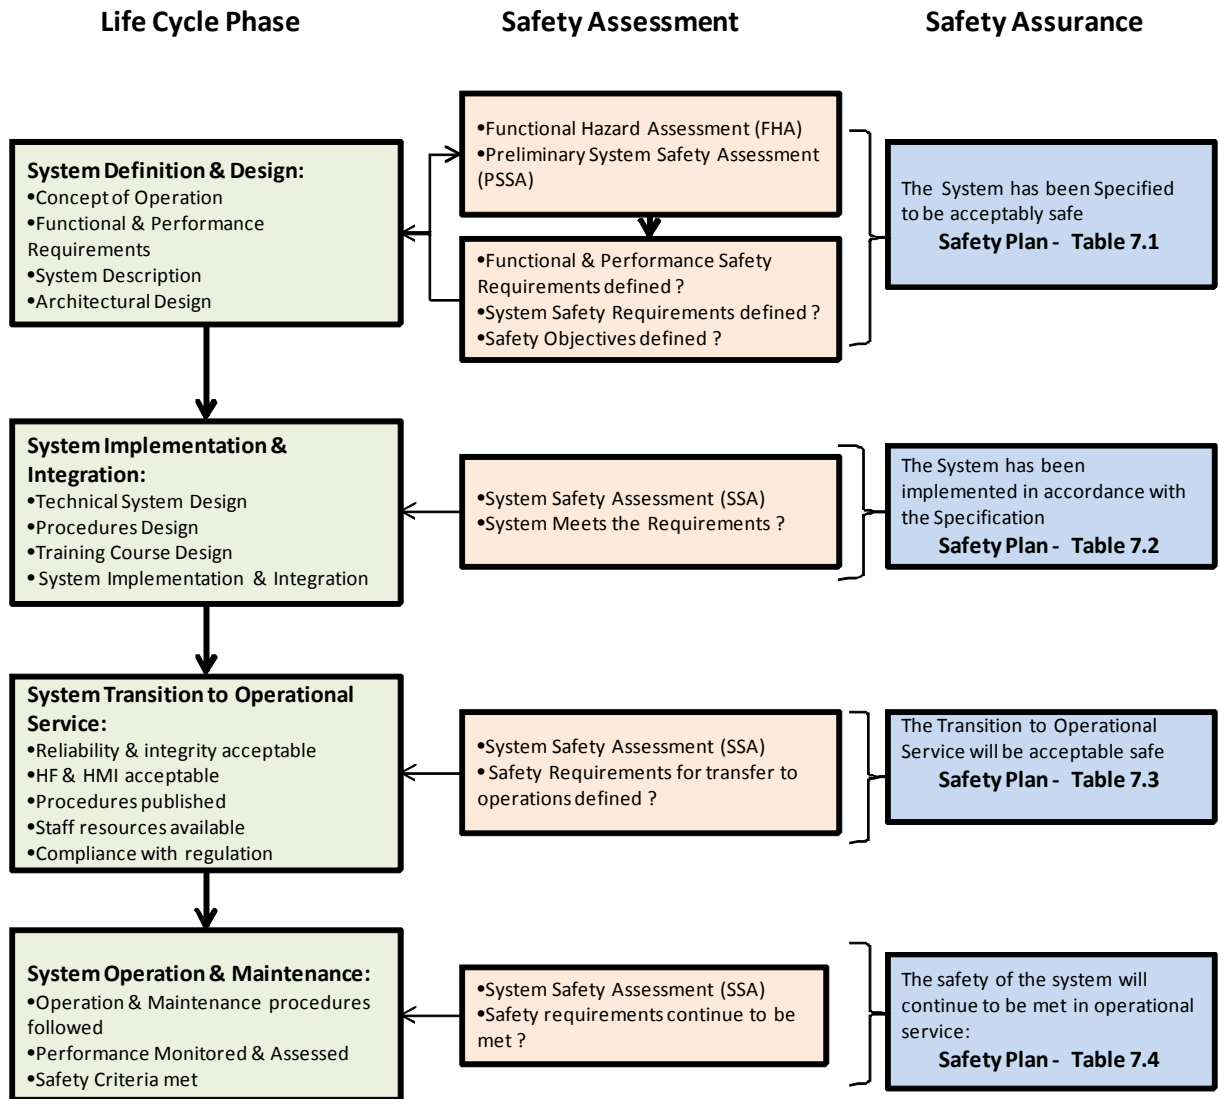 Life Cycle Phase
Safety Assessment
Safety Assurance
System Definition & Design:
•Concept of Operation
•Functional & Performance
Requirements
•System Description
•Architectural Design
•Functional Hazard Assessment (FHA)
•Preliminary System Safety Assessment
(PSSA)
•Functional & Performance Safety
Requirements defined ?
•System Safety Requirements defined ?
•Safety Objectives defined ?
The System has been Specified
to be acceptably safe
Safety Plan - Table 7.1
System Implementation &
Integration:
•Technical System Design
•Procedures Design
•Training Course Design
•System Implementation & Integration
•System Safety Assessment (SSA)
•System Meets the Requirements ?
The System has been
implemented in accordance with
the Specification
Safety Plan - Table 7.2
System Transition to Operational
Service:
•Reliability & integrity acceptable
•HF & HMI acceptable
•Procedures published
•Staff resources available
•Compliance with regulation
•System Safety Assessment (SSA)
• Safety Requirements for transfer to
operations defined ?
The Transition to Operational
Service will be acceptable safe
Safety Plan - Table 7.3
System Operation & Maintenance:
•Operation & Maintenance procedures
followed
•Performance Monitored & Assessed
•Safety Criteria met
•System Safety Assessment (SSA)
•Safety requirements continue to be
met ?
The safety of the system will
continue to be met in operational
service:
Safety Plan - Table 7.4